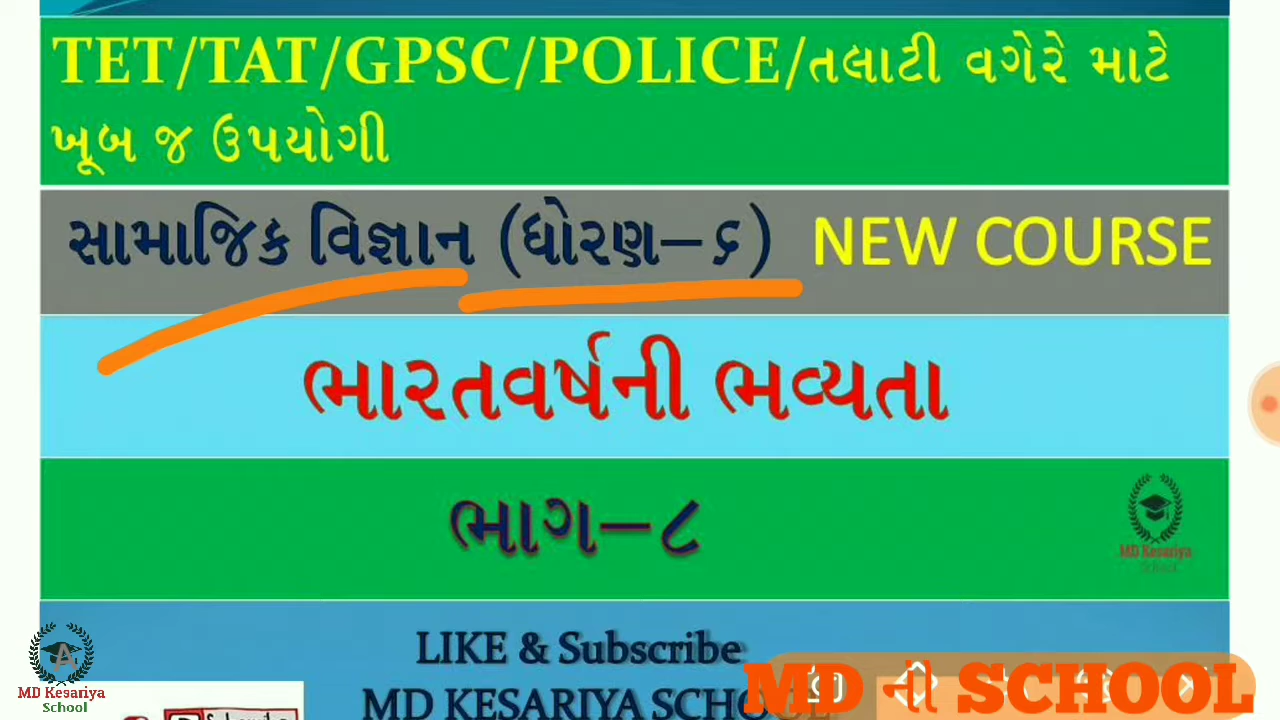 TET/TAT/GPSC/POLICE/તલાટી વગેરે માટે
ખૂબ જ ઉપયોગી
સામાજિક વિજ્ઞાન (ધોરણ–૬) NEW COURSE
ભારતવર્ષની ભવ્યતા
ભાગ–૮
MD Kesariya
School
LIKE & Subscribe
MD KESARIYA SCHOOL
MD ની SCHOOL
MD Kesariya
School
Subscribe